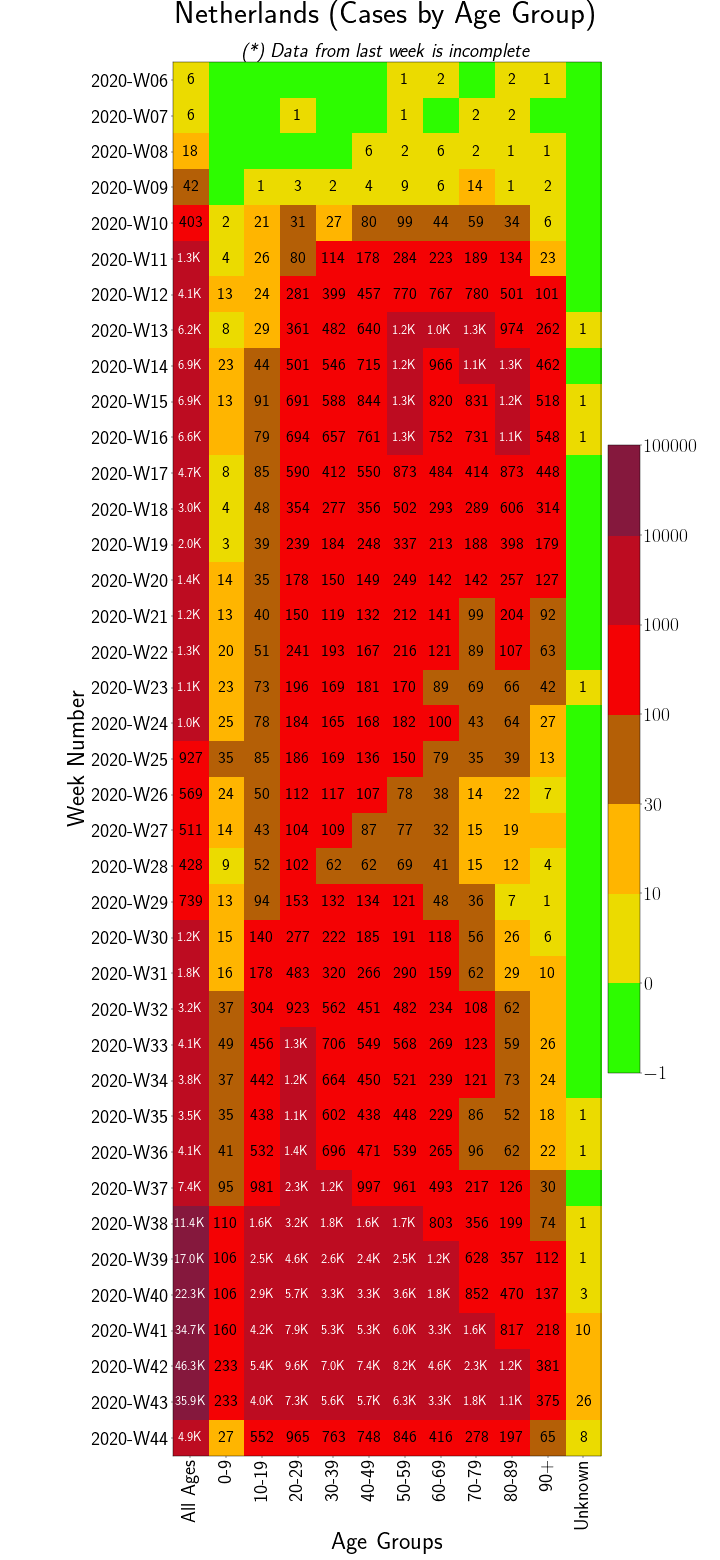 Netherlands (Cases by Age Group)
(*) Data from last week is incomplete
2020-W06 6 1 2 2 1
2020-W07 6 1 1 2 2
2020-W08 18 6 2 6 2 1 1
2020-W09 42 1 3 2 4 9 6 14 1 2
2020-W10 403 2 21 31 27 80 99 44 59 34 6
2020-W11 1.3K 4 26 80 114 178 284 223 189 134 23
2020-W12 4.1K 13 24 281 399 457 770 767 780 501 101
2020-W13 6.2K 8 29 361 482 640 1.2K 1.0K 1.3K 974 262 1
2020-W14 6.9K 23 44 501 546 715 1.2K 966 1.1K 1.3K 462
2020-W15 6.9K 13 91 691 588 844 1.3K 820 831 1.2K 518 1
2020-W16 6.6K 79 694 657 761 1.3K 752 731 1.1K 548 1
2020-W17 4.7K 8 85 590 412 550 873 484 414 873 448
2020-W18 3.0K 4 48 354 277 356 502 293 289 606 314
2020-W19 2.0K 3 39 239 184 248 337 213 188 398 179
2020-W20 1.4K 14 35 178 150 149 249 142 142 257 127
2020-W21 1.2K 13 40 150 119 132 212 141 99 204 92
2020-W22 1.3K 20 51 241 193 167 216 121 89 107 63
2020-W23 1.1K 23 73 196 169 181 170 89 69 66 42 1
2020-W24 1.0K 25 78 184 165 168 182 100 43 64 27
2020-W25 927 35 85 186 169 136 150 79 35 39 13
2020-W26 569 24 50 112 117 107 78 38 14 22 7
2020-W27 511 14 43 104 109 87 77 32 15 19
2020-W28 428 9 52 102 62 62 69 41 15 12 4
2020-W29 739 13 94 153 132 134 121 48 36 7 1
2020-W30 1.2K 15 140 277 222 185 191 118 56 26 6
2020-W31 1.8K 16 178 483 320 266 290 159 62 29 10
2020-W32 3.2K 37 304 923 562 451 482 234 108 62
2020-W33 4.1K 49 456 1.3K 706 549 568 269 123 59 26
2020-W34 3.8K 37 442 1.2K 664 450 521 239 121 73 24
2020-W35 3.5K 35 438 1.1K 602 438 448 229 86 52 18 1
2020-W36 4.1K 41 532 1.4K 696 471 539 265 96 62 22 1
2020-W37 7.4K 95 981 2.3K 1.2K 997 961 493 217 126 30
2020-W38 11.4K 110 1.6K 3.2K 1.8K 1.6K 1.7K 803 356 199 74 1
2020-W39 17.0K 106 2.5K 4.6K 2.6K 2.4K 2.5K 1.2K 628 357 112 1
2020-W40 22.3K 106 2.9K 5.7K 3.3K 3.3K 3.6K 1.8K 852 470 137 3
2020-W41 34.7K 160 4.2K 7.9K 5.3K 5.3K 6.0K 3.3K 1.6K 817 218 10
2020-W42 46.3K 233 5.4K 9.6K 7.0K 7.4K 8.2K 4.6K 2.3K 1.2K 381
2020-W43 35.9K 233 4.0K 7.3K 5.6K 5.7K 6.3K 3.3K 1.8K 1.1K 375 26
2020-W44 4.9K 27 552 965 763 748 846 416 278 197 65 8
All Ages 0-9 10-19 20-29 30-39 40-49 50-59 60-69 70-79 80-89 90+ Unknown
Age Groups
Week Number
100000
10000
1000
100
30
10
0
−1